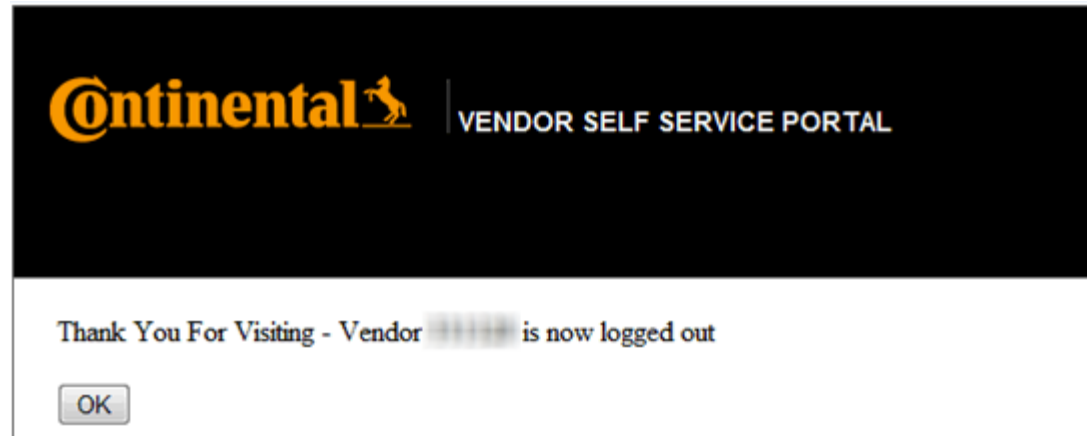 Continental
VENDOR SELF SERVICE PORTAL
Thank You For Visiting - Vendor is now logged out
OK